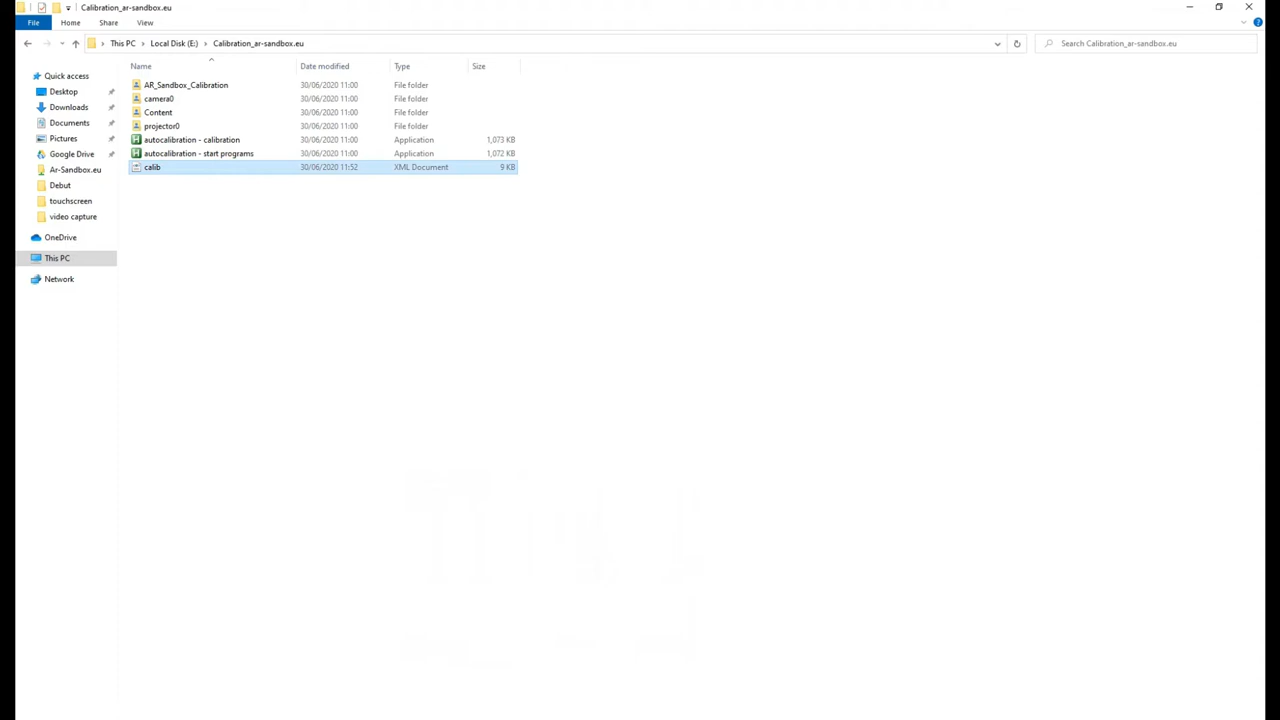 Calibration_ar-sandbox.eu
File Home Share View
This PC Local Disk (E:) Calibration_ar-sandbox.eu Search Calibration_ar-sandbox.eu
Name Date modified Type Size
Quick access
Desktop
Downloads
Documents
Pictures
Google Drive
Ar-Sandbox.eu
Debut
touchscreen
video capture
OneDrive
This PC
Network
AR_Sandbox_Calibration 30/06/2020 11:00 File folder
camera0 30/06/2020 11:00 File folder
Content 30/06/2020 11:00 File folder
projector0 30/06/2020 11:00 File folder
autocalibration - calibration 30/06/2020 11:00 Application 1,073 KB
autocalibration - start programs 30/06/2020 11:00 Application 1,072 KB
calib 30/06/2020 11:52 XML Document 9 KB